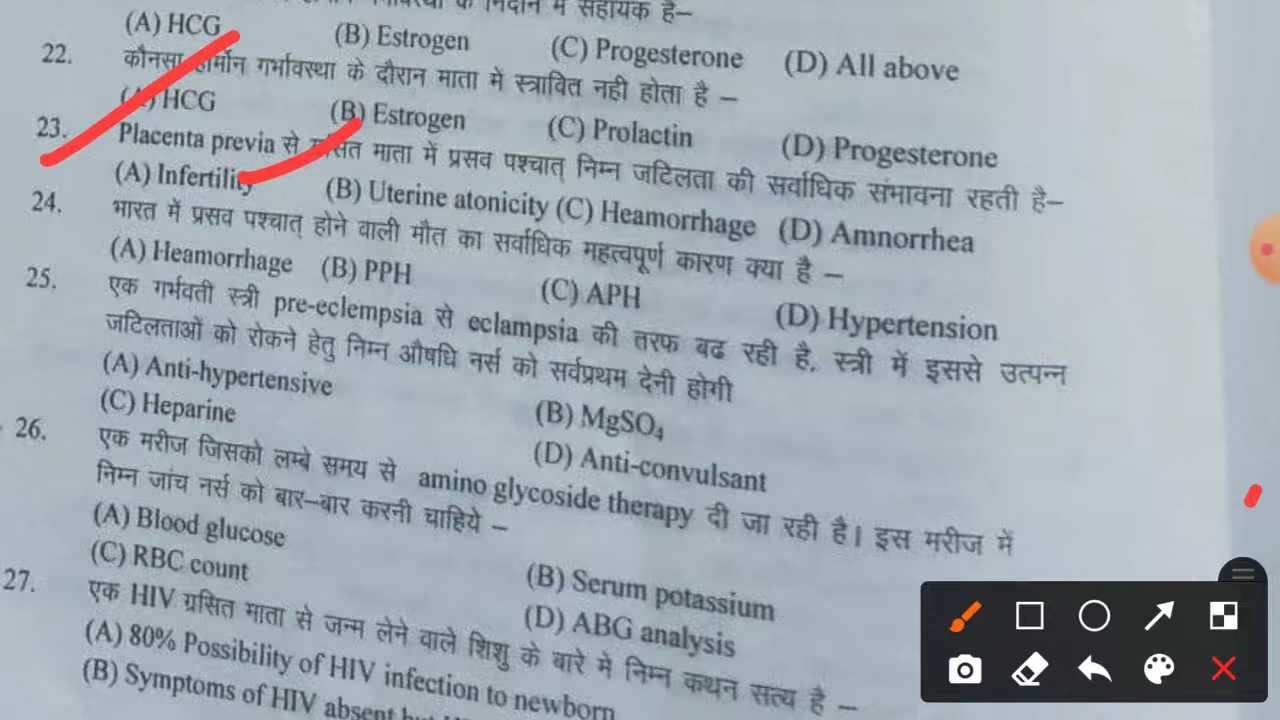 के निदान में सहायक है–
(A) HCG (B) Estrogen (C) Progesterone (D) All above
22. कौनसा हार्मोन गर्भावस्था के दौरान माता में स्त्रावित नही होता है –
(A) HCG (B) Estrogen (C) Prolactin (D) Progesterone
23. Placenta previa से ग्रसित माता में प्रसव पश्चात् निम्न जटिलता की सर्वाधिक संभावना रहती है–
(A) Infertility (B) Uterine atonicity (C) Heamorrhage (D) Amnorrhea
24. भारत में प्रसव पश्चात् होने वाली मौत का सर्वाधिक महत्वपूर्ण कारण क्या है –
(A) Heamorrhage (B) PPH (C) APH (D) Hypertension
25. एक गर्भवती स्त्री pre-eclempsia से eclampsia की तरफ बढ रही है, स्त्री में इससे उत्पन्न
जटिलताओं को रोकने हेतु निम्न औषधि नर्स को सर्वप्रथम देनी होगी
(A) Anti-hypertensive (B) MgSO₄
(C) Heparine (D) Anti-convulsant
26. एक मरीज जिसको लम्बे समय से amino glycoside therapy दी जा रही है। इस मरीज में
निम्न जांच नर्स को बार–बार करनी चाहिये –
(A) Blood glucose (B) Serum potassium
(C) RBC count (D) ABG analysis
27. एक HIV ग्रसित माता से जन्म लेने वाले शिशु के बारे मे निम्न कथन सत्य है –
(A) 80% Possibility of HIV infection to newborn
(B) Symptoms of HIV absent but